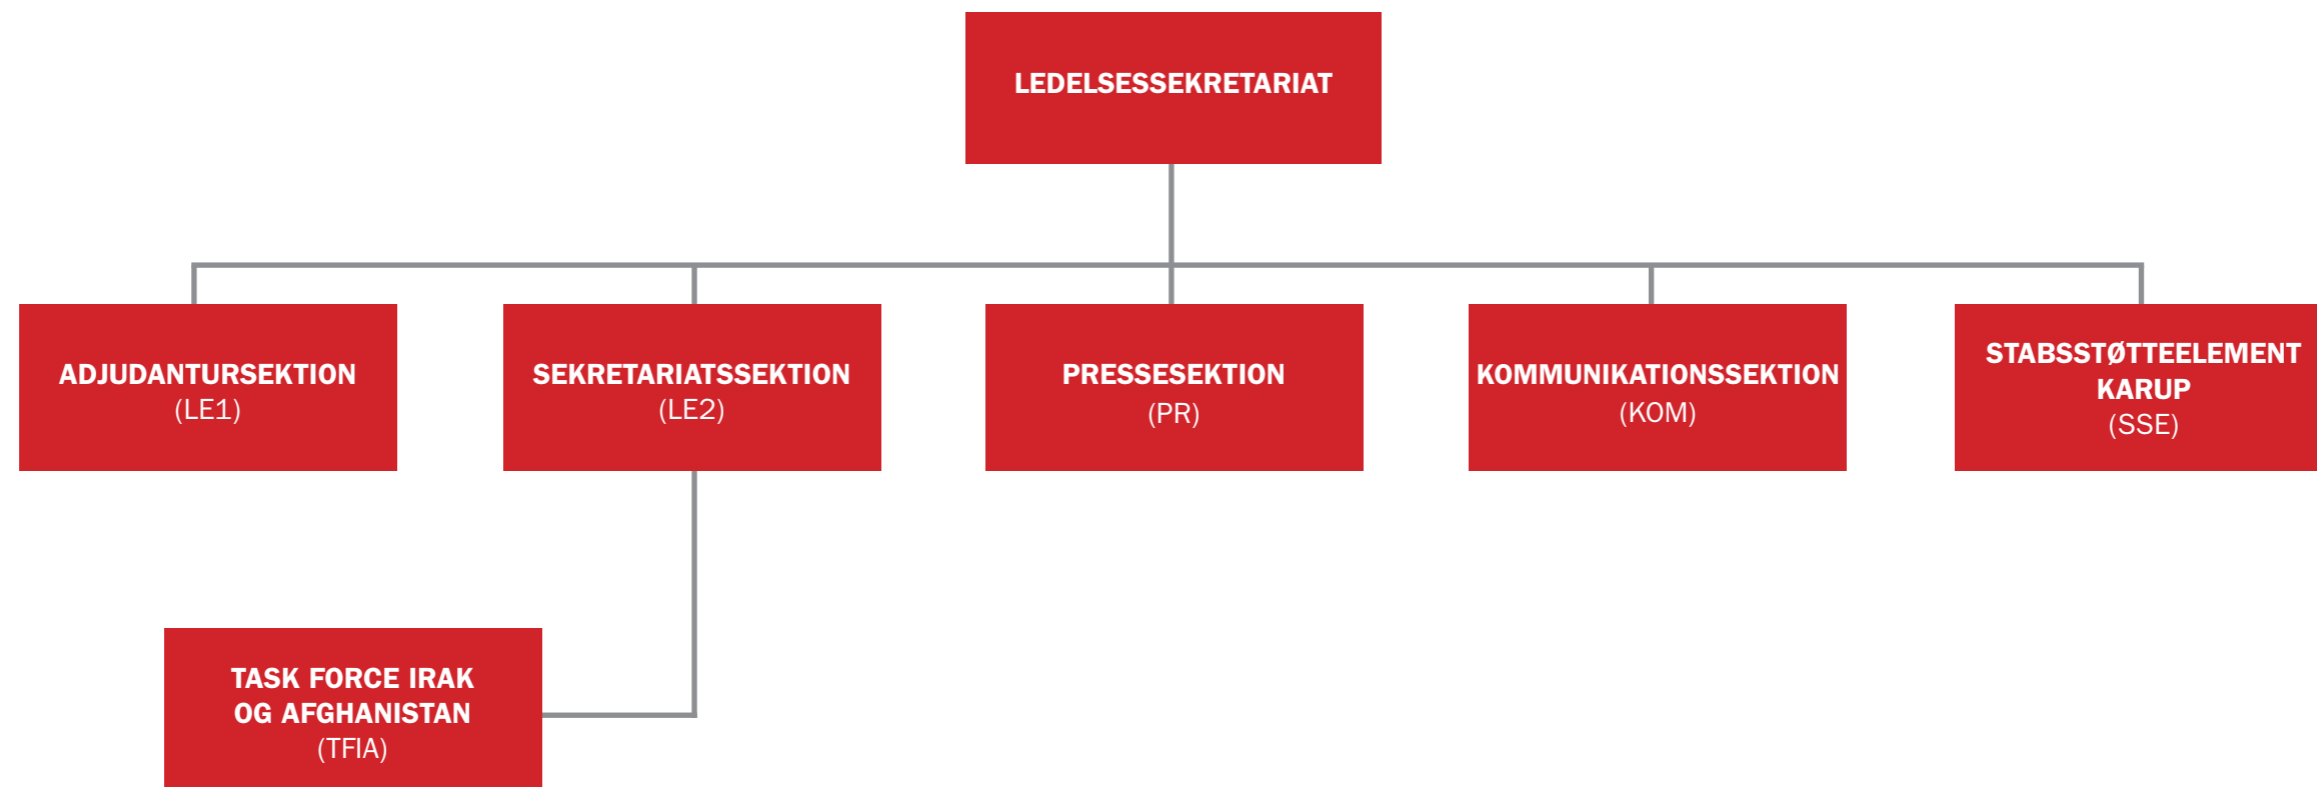 LEDELSESSEKRETARIAT
ADJUDANTURSEKTION
(LE1)
SEKRETARIATSSEKTION
(LE2)
PRESSESEKTION
(PR)
KOMMUNIKATIONSSEKTION
(KOM)
STABSSTØTTEELEMENT
KARUP
(SSE)
TASK FORCE IRAK
OG AFGHANISTAN
(TFIA)